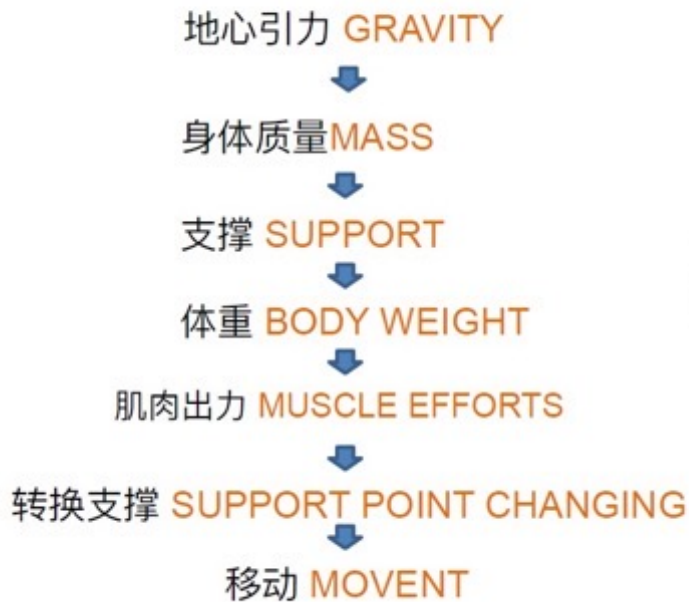 地心引力 GRAVITY
身体质量MASS
支撑 SUPPORT
体重 BODY WEIGHT
肌肉出力 MUSCLE EFFORTS
转换支撑 SUPPORT POINT CHANGING
移动 MOVENT